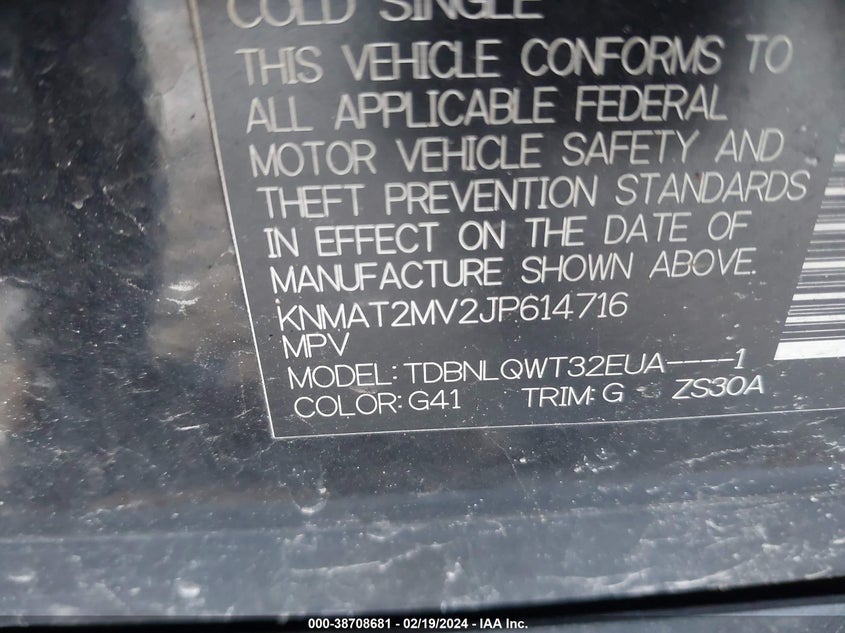 COLD SINGLE
THIS VEHICLE CONFORMS TO
ALL APPLICABLE FEDERAL
MOTOR VEHICLE SAFETY AND
THEFT PREVENTION STANDARDS
IN EFFECT ON THE DATE OF
MANUFACTURE SHOWN ABOVE.
KNMAT2MV2JP614716
MPV
MODEL: TDBNLQWT32EUA----1
COLOR: G41 TRIM: G ZS30A
000-38708681 - 02/19/2024 - IAA Inc.